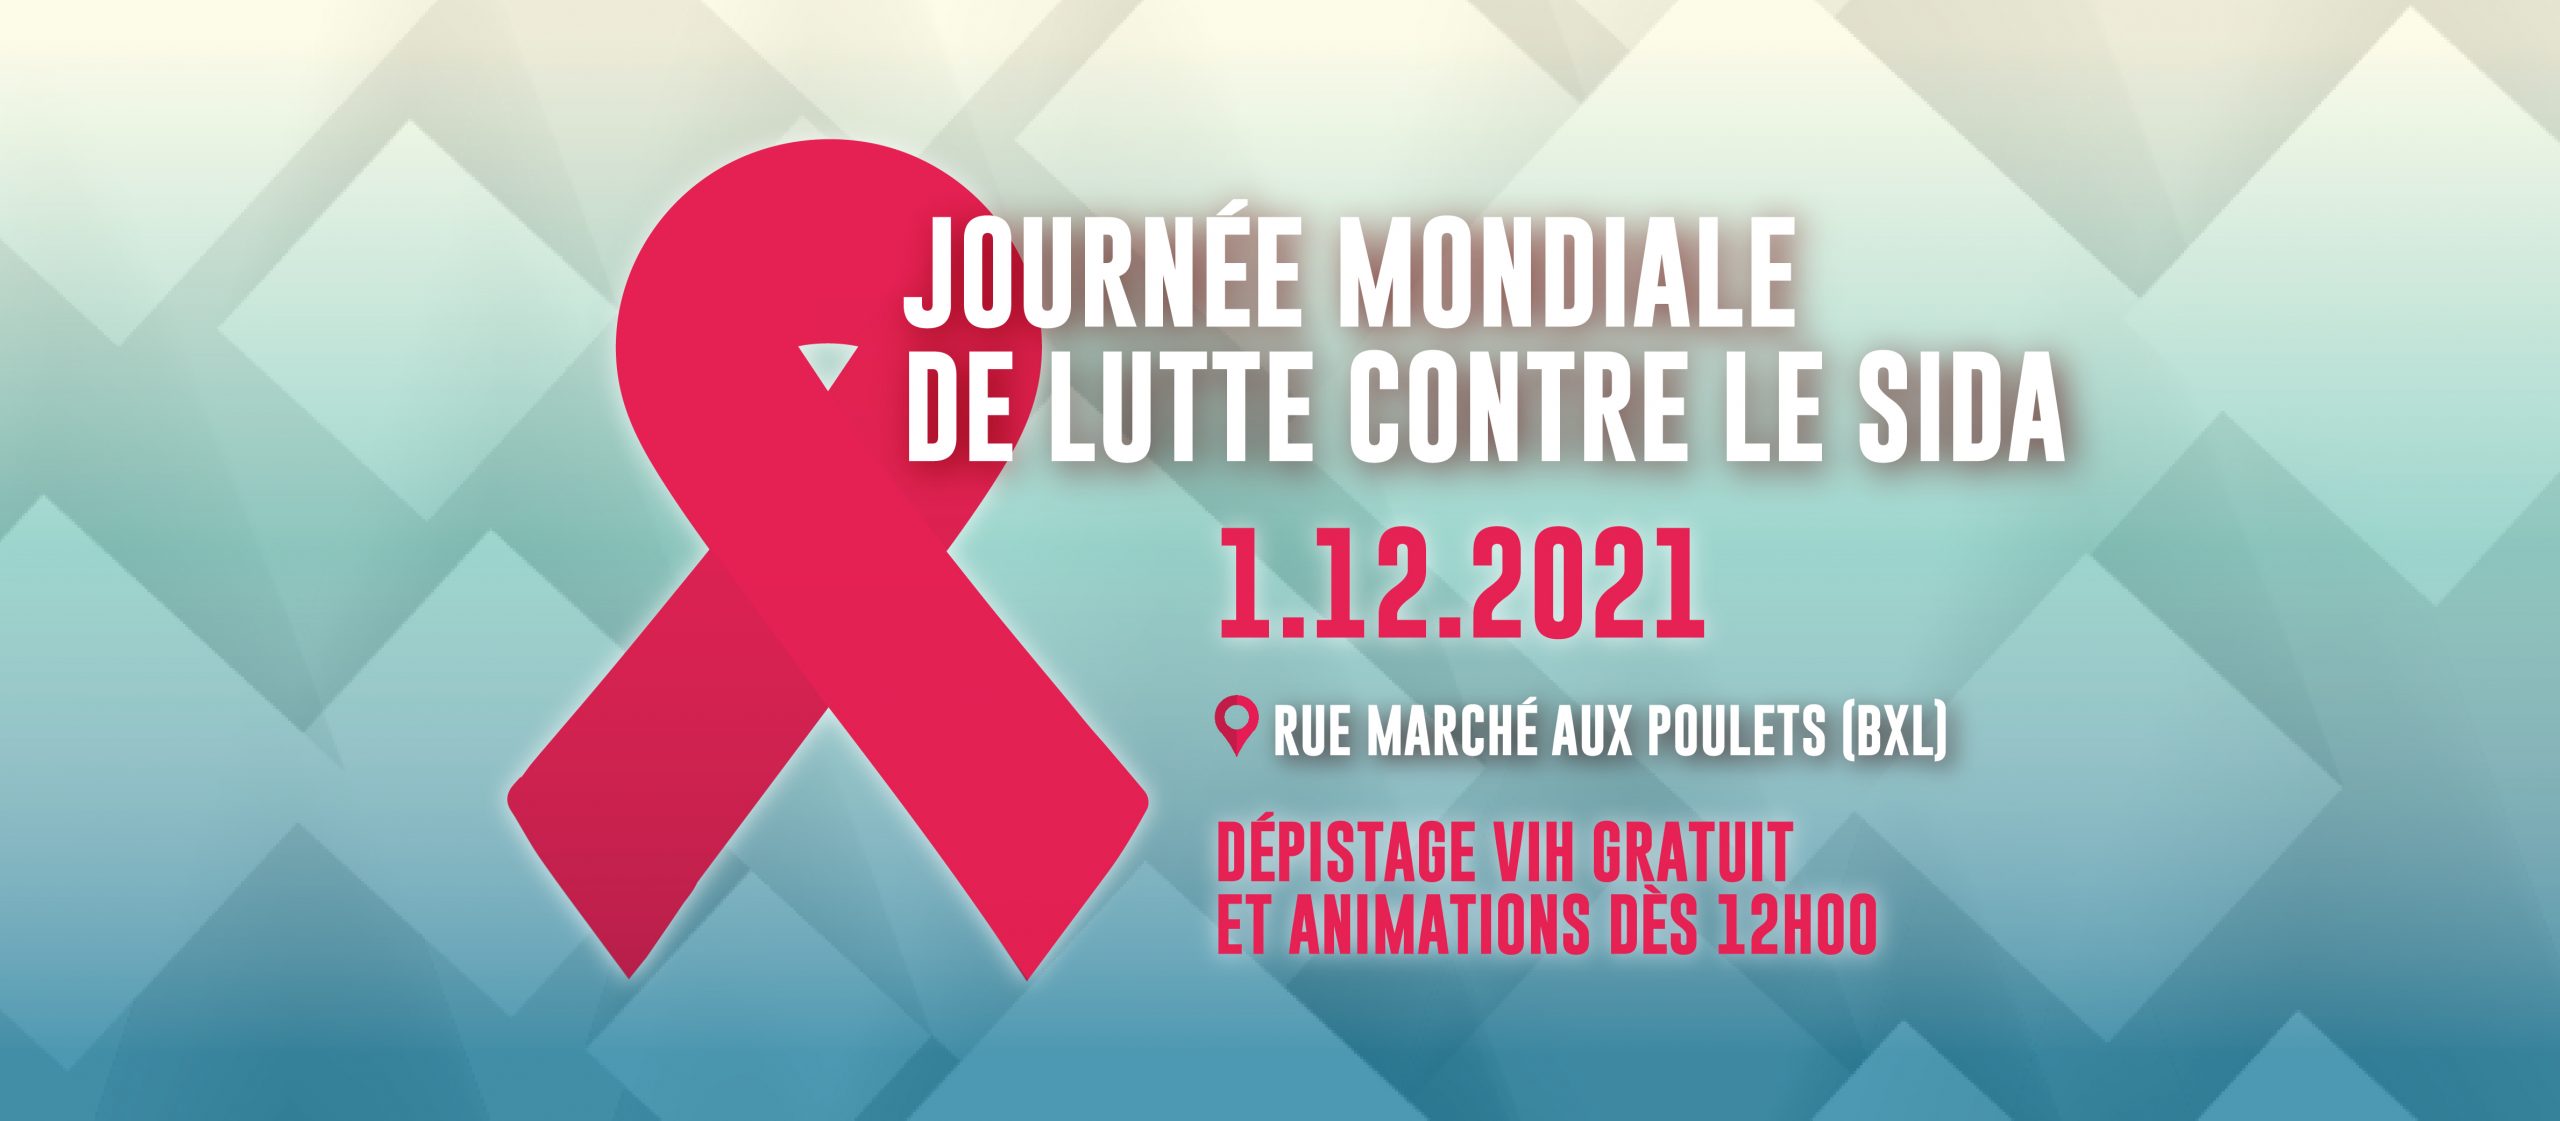 JOURNÉE MONDIALE
DE LUTTE CONTRE LE SIDA
1.12.2021
RUE MARCHÉ AUX POULETS (BXL)
DÉPISTAGE VIH GRATUIT
ET ANIMATIONS DÈS 12H00